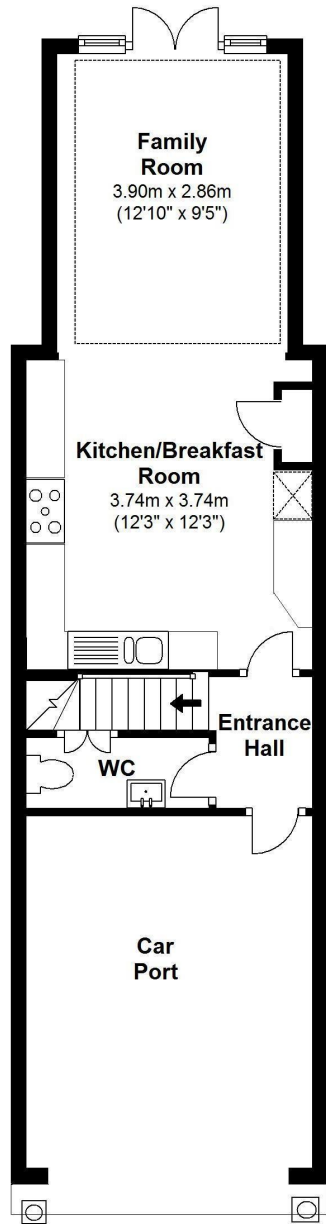 Family
Room
3.90m x 2.86m
(12'10" x 9'5")
Kitchen/Breakfast
Room
3.74m x 3.74m
(12'3" x 12'3")
Entrance
Hall
WC
Car
Port